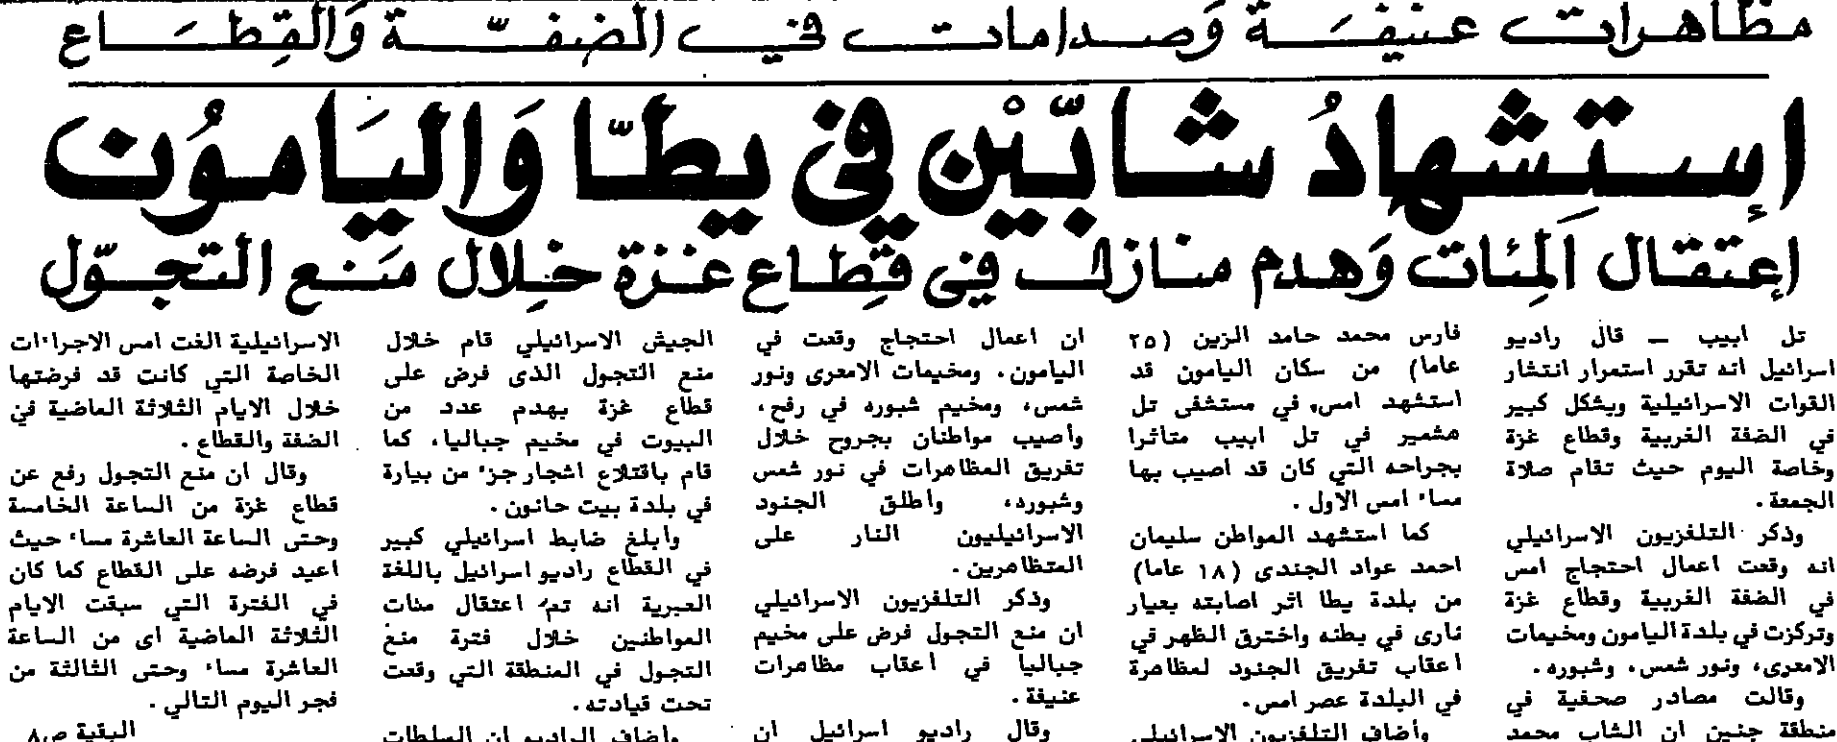 مظاهرات عنيفة وصدامات في الضفة والقطاع
إستشهاد شابين في يطا واليامون
إعتقال المئات وهدم منازل في قطاع غزة خلال منع التجول
تل ابيب — قال راديو
اسرائيل انه تقرر استمرار انتشار
القوات الاسرائيلية وبشكل كبير
في الضفة الغربية وقطاع غزة
وخاصة اليوم حيث تقام صلاة
الجمعة.
وذكر التلفزيون الاسرائيلي
انه وقعت اعمال احتجاج امس
في الضفة الغربية وقطاع غزة
وتركزت في بلدة اليامون ومخيمات
الامعرى، ونور شمس، وشبوره.
وقالت مصادر صحفية في
منطقة جنين ان الشاب محمد
فارس محمد حامد الزين (٢٥
عاما) من سكان اليامون قد
استشهد امس، في مستشفى تل
هشمير في تل ابيب متأثرا
بجراحه التي كان قد اصيب بها
مساء امس الاول.
كما استشهد المواطن سليمان
احمد عواد الجندى (١٨ عاما)
من بلدة يطا اثر اصابته بعيار
نارى في بطنه واخترق الظهر في
اعقاب تفريق الجنود لمظاهرة
في البلدة عصر امس.
وأضاف التلفزيون الاسرائيلي
ان اعمال احتجاج وقعت في
اليامون. ومخيمات الامعرى ونور
شمس، ومخيم شبوره في رفح،
وأصيب مواطنان بجروح خلال
تفريق المظاهرات في نور شمس
وشبورد، وأطلق الجنود
الاسرائيليون النار على
المتظاهرين.
وذكر التلفزيون الاسرائيلي
ان منع التجول فرض على مخيم
جباليا في أعقاب مظاهرات
عنيفة.
وقال راديو اسرائيل ان
الجيش الاسرائيلي قام خلال
منع التجول الذى فرض على
قطاع غزة بهدم عدد من
البيوت في مخيم جباليا، كما
قام باقتلاع اشجار جزء من بيارة
في بلدة بيت حانون.
وأبلغ ضابط اسرائيلي كبير
في القطاع راديو اسرائيل باللغة
العبرية انه تم اعتقال مئات
المواطنين خلال فترة منع
التجول في المنطقة التي وقعت
تحت قيادته.
وأضاف الراديو ان السلطات
الاسرائيلية الغت امس الاجراءات
الخاصة التي كانت قد فرضتها
خلال الايام الثلاثة الماضية في
الضفة والقطاع.
وقال ان منع التجول رفع عن
قطاع غزة من الساعة الخامسة
وحتى الساعة العاشرة مساء حيث
اعيد فرضه على القطاع كما كان
في الفترة التي سبقت الايام
الثلاثة الماضية اى من الساعة
العاشرة مساء وحتى الثالثة من
فجر اليوم التالي.
البقية ص٨